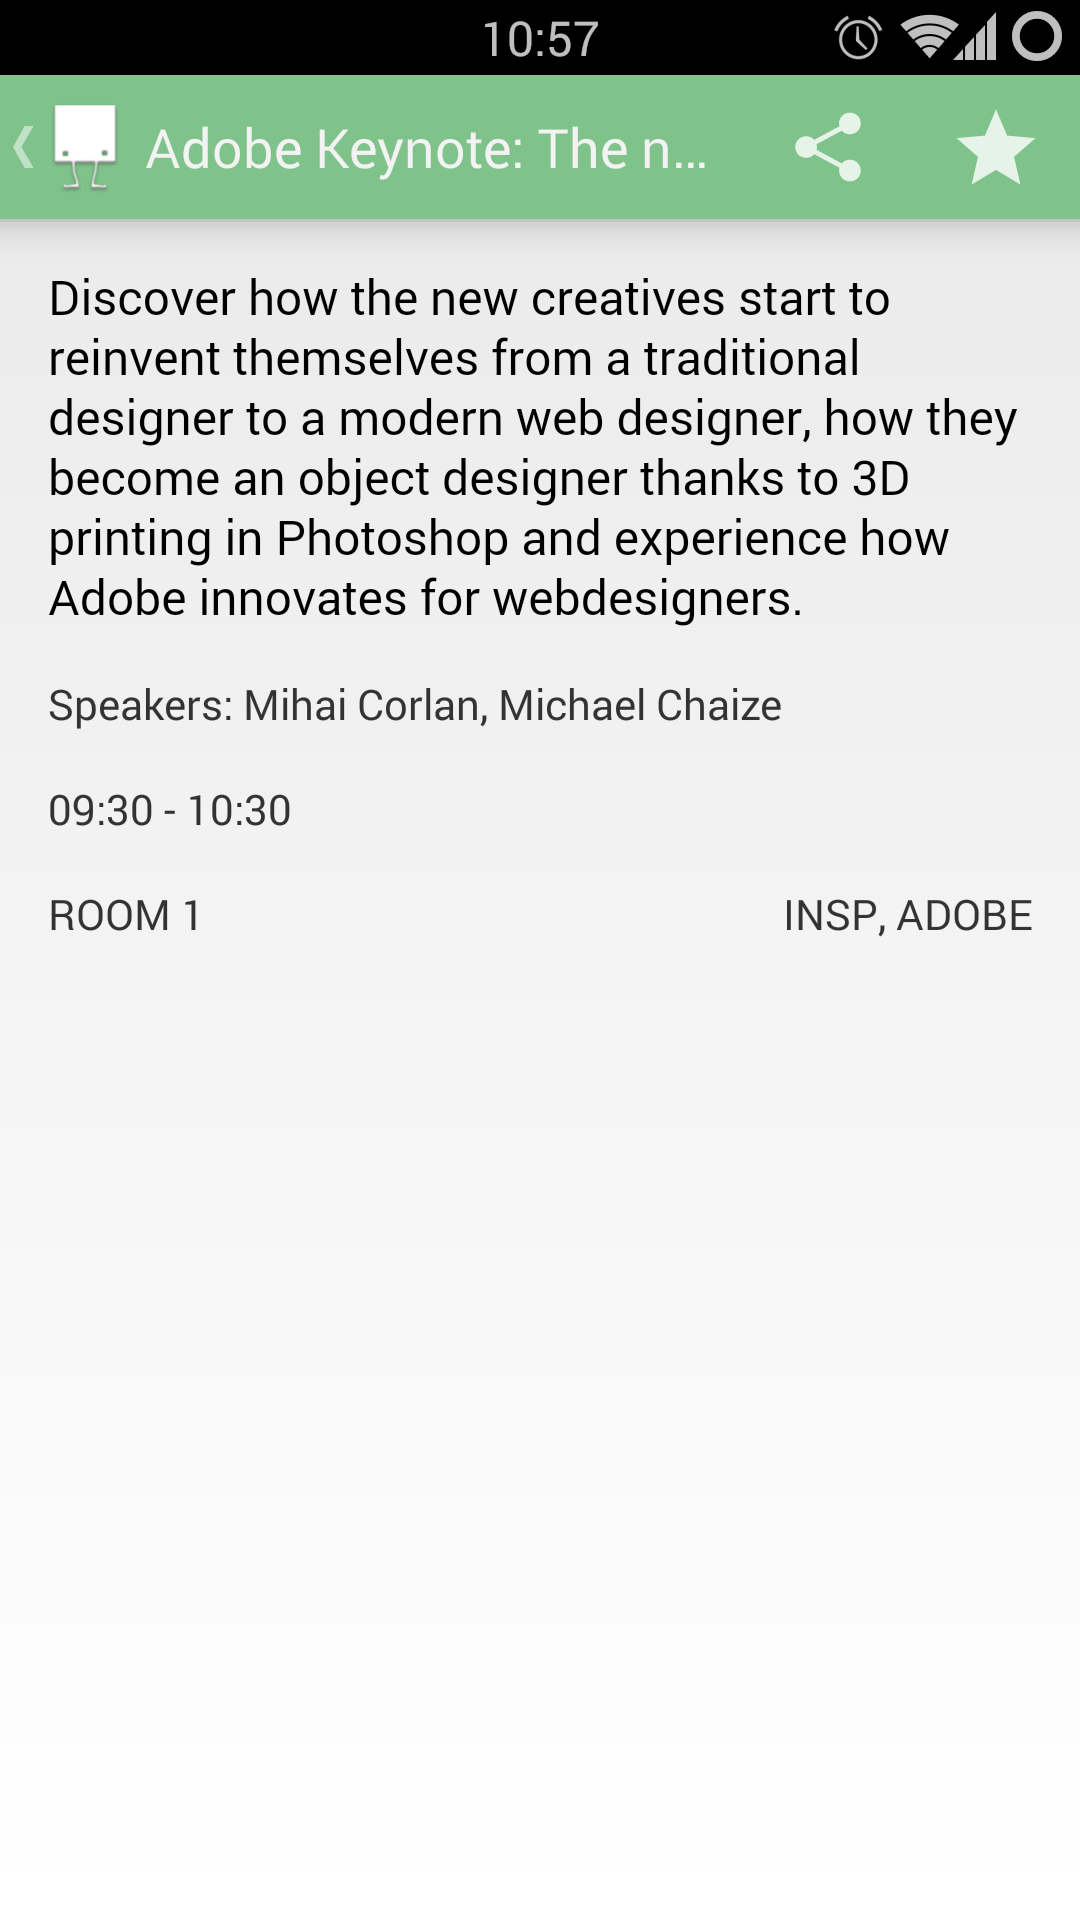 10:57
Adobe Keynote: The n...
Discover how the new creatives start to
reinvent themselves from a traditional
designer to a modern web designer, how they
become an object designer thanks to 3D
printing in Photoshop and experience how
Adobe innovates for webdesigners.
Speakers: Mihai Corlan, Michael Chaize
09:30 - 10:30
ROOM 1 INSP, ADOBE